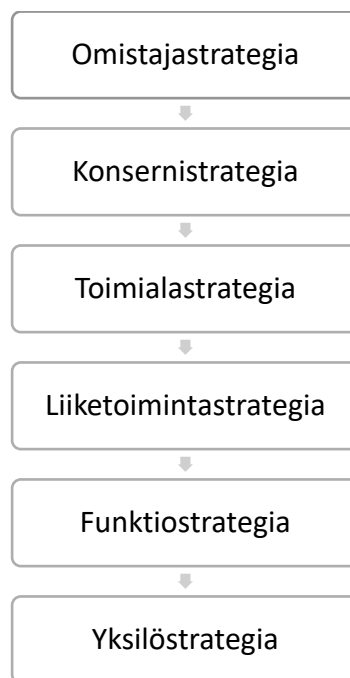 Omistajastrategia
Konsernistrategia
Toimialastrategia
Liiketoimintastrategia
Funktiostrategia
Yksilöstrategia